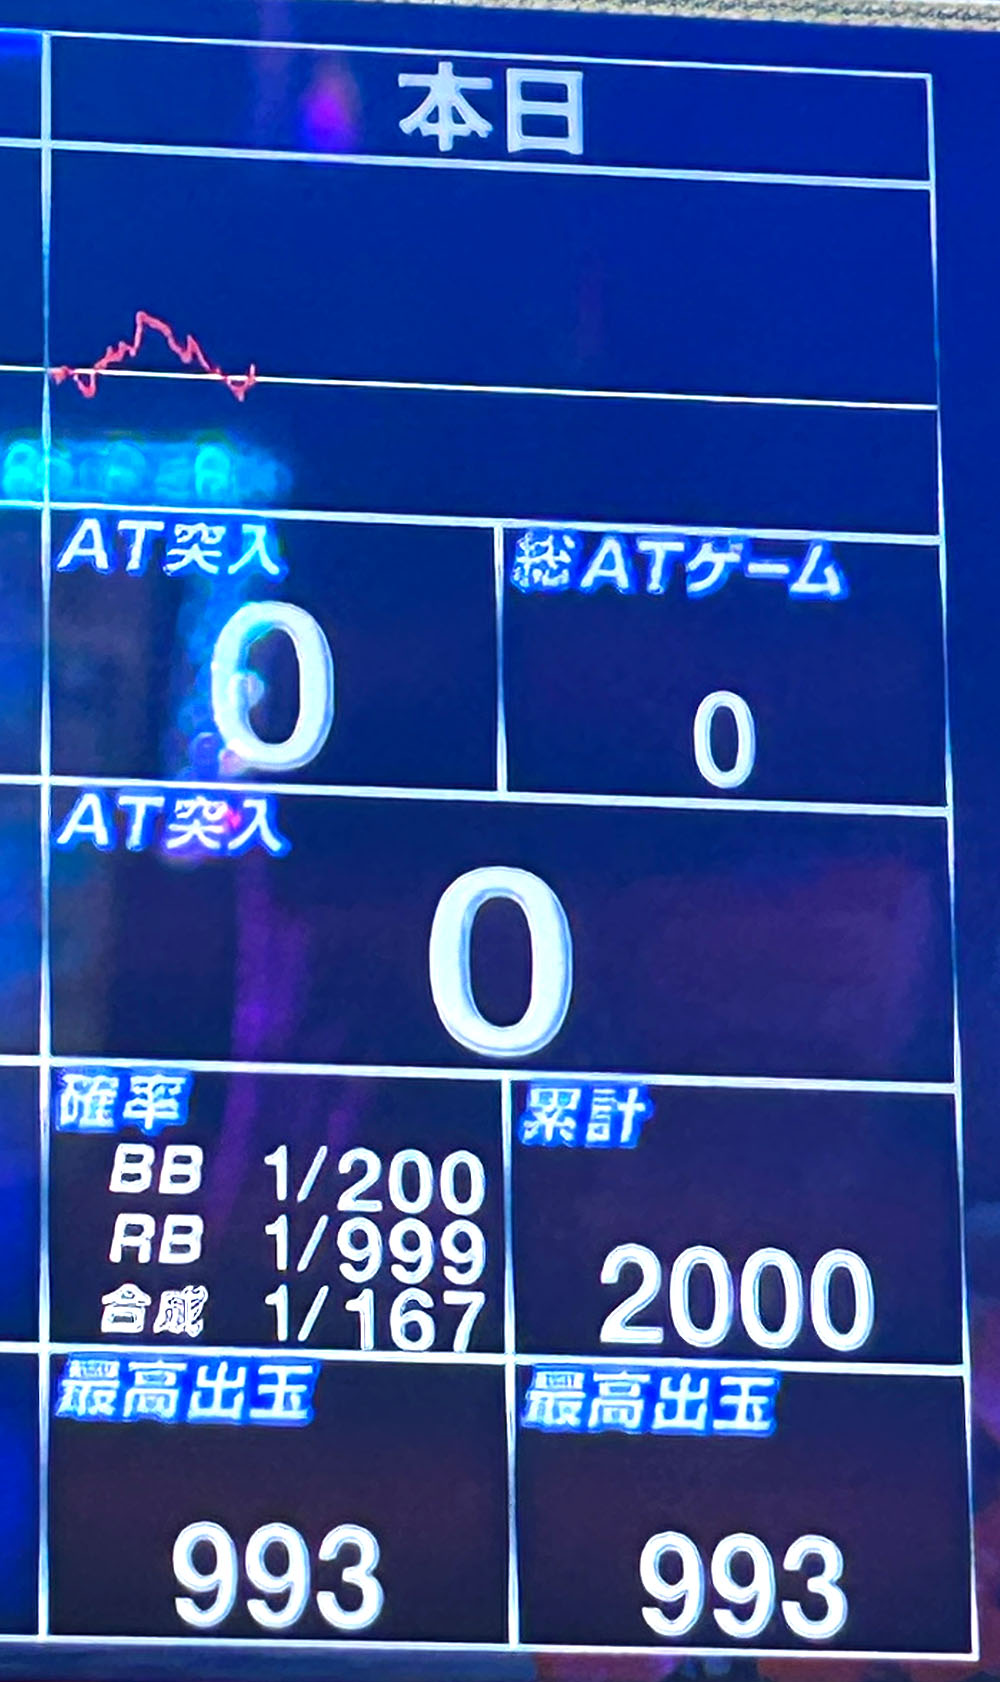 本日
AT突入
0
総ATゲーム
0
AT突入
0
確率
BB 1/200
RB 1/999
合成 1/167
累計
2000
最高出玉
993
最高出玉
993